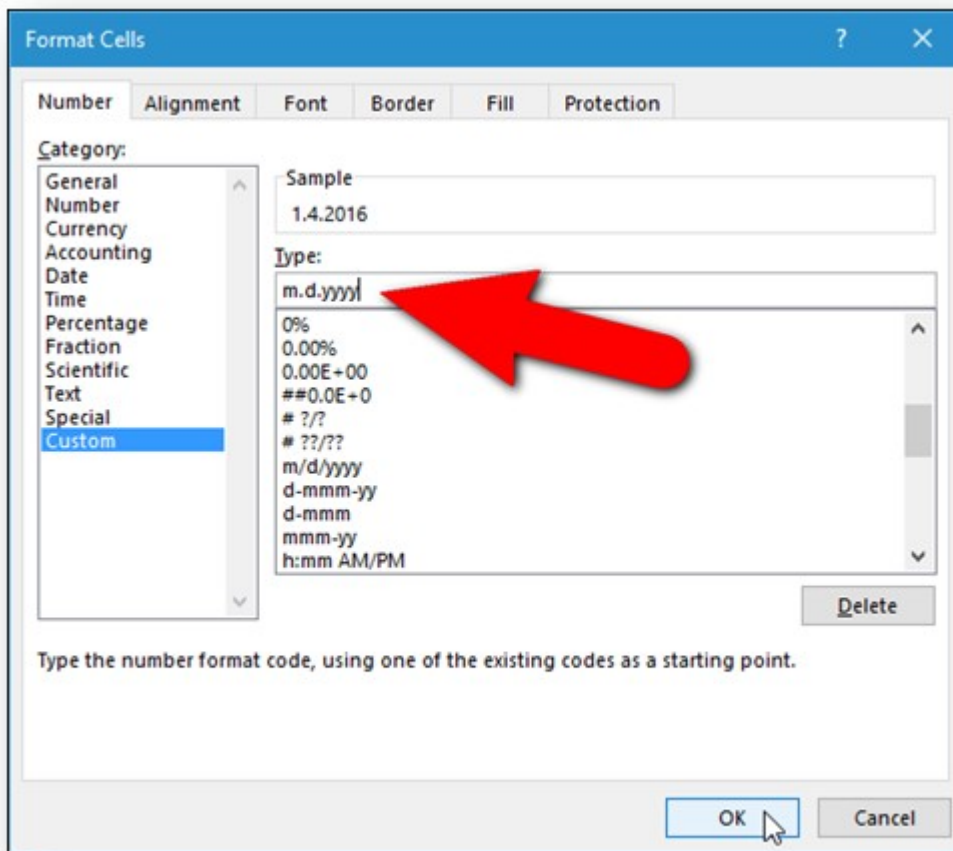 Format Cells
?
Number Alignment Font Border Fill Protection
Category:
General
Number
Currency
Accounting
Date
Time
Percentage
Fraction
Scientific
Text
Special
Custom
Sample
1.4.2016
Type:
m.d.yyyy
0%
0.00%
0.00E+00
##0.0E+0
# ?/?
# ??/??
m/d/yyyy
d-mmm-yy
d-mmm
mmm-yy
h:mm AM/PM
Delete
Type the number format code, using one of the existing codes as a starting point.
OK Cancel